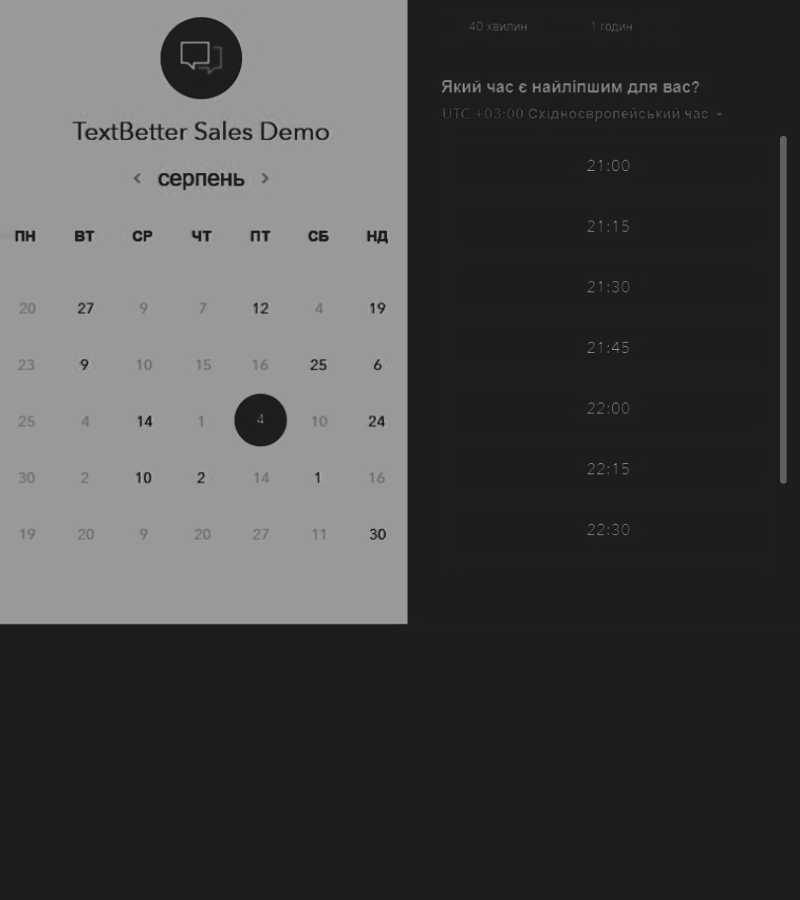 TextBetter Sales Demo
серпень
ПН ВТ СР ЧТ ПТ СБ НД
20 27 9 7 12 4 19
23 9 10 15 16 25 6
25 4 14 1 4 10 24
30 2 10 2 14 1 16
19 20 9 20 27 11 30
40 хвилин 1 годин
Який час є найліпшим для вас?
UTC +03:00 Східноєвропейський час
21:00
21:15
21:30
21:45
22:00
22:15
22:30